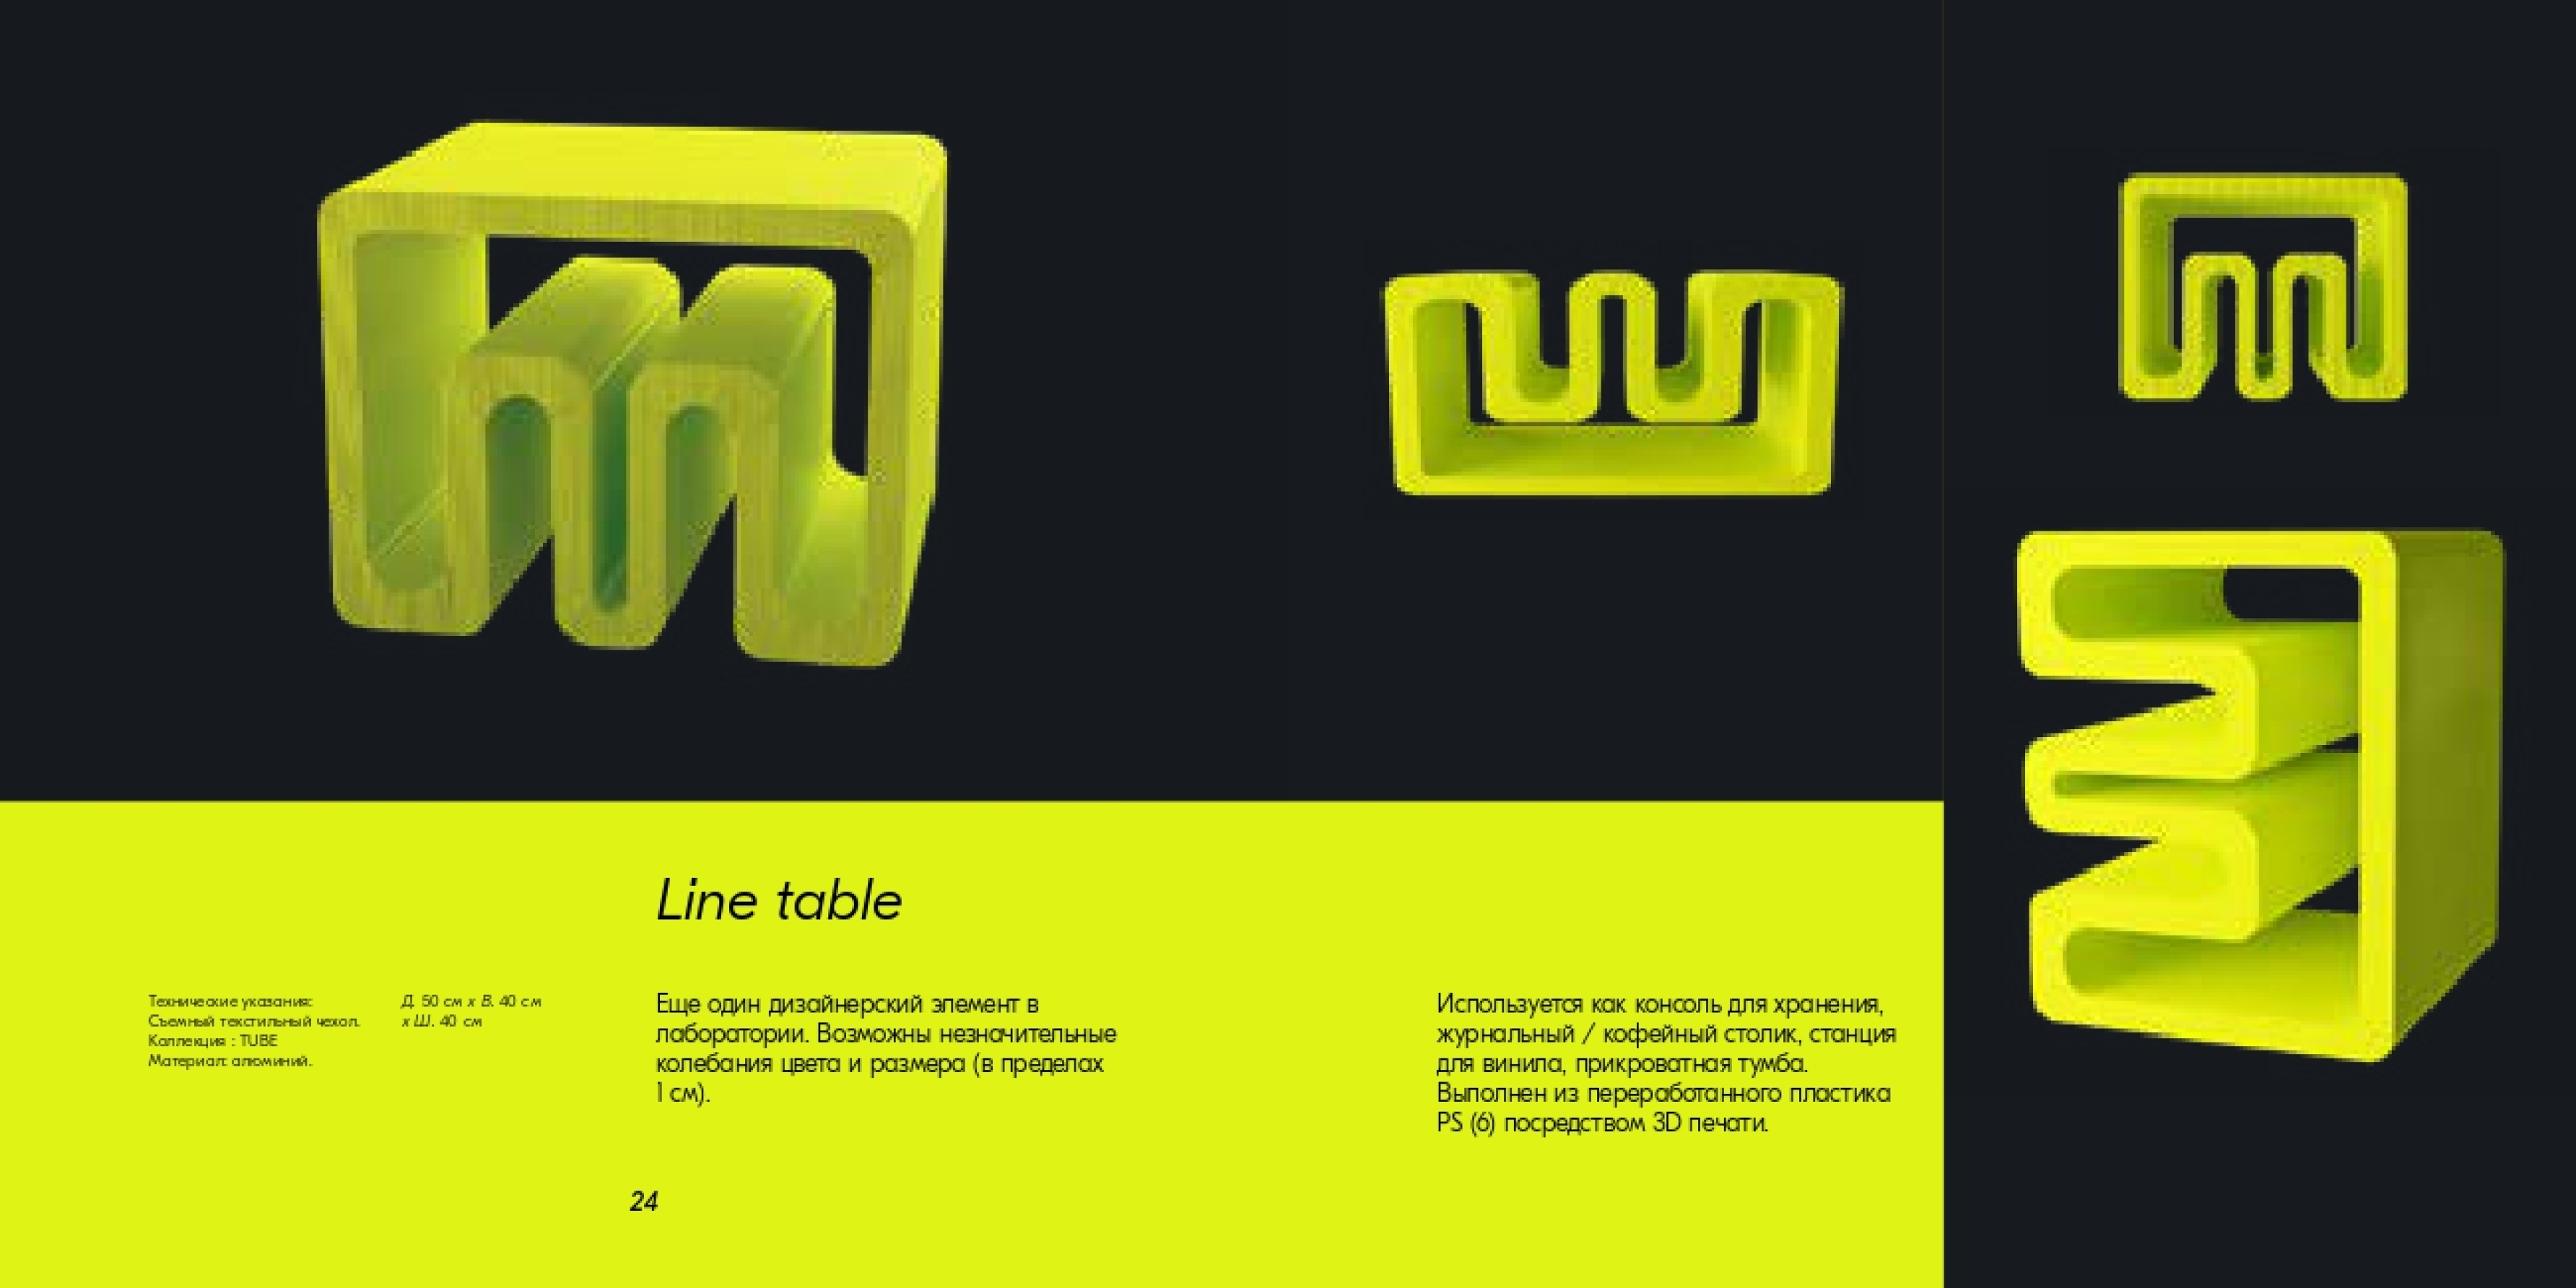 Line table
Технические указания:
Съемный текстильный чехол.
Коллекция : TUBE
Материал: алюминий.
Д. 50 см х В. 40 см
х Ш. 40 см
Еще один дизайнерский элемент в
лаборатории. Возможны незначительные
колебания цвета и размера (в пределах
1 см).
Используется как консоль для хранения,
журнальный / кофейный столик, станция
для винила, прикроватная тумба.
Выполнен из переработанного пластика
PS (6) посредством 3D печати.
24